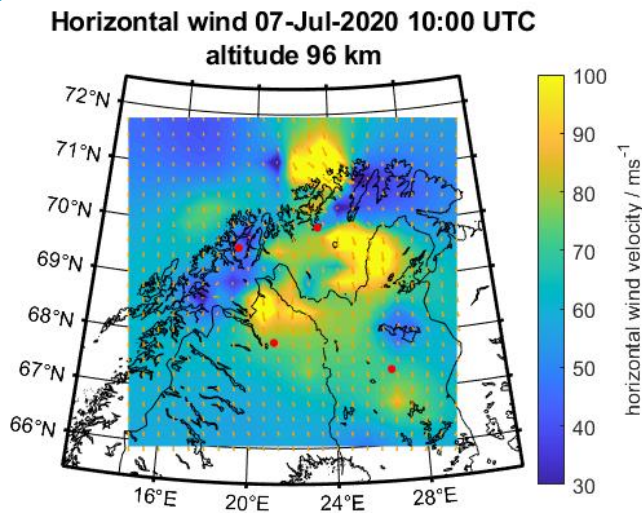 Horizontal wind 07-Jul-2020 10:00 UTC
altitude 96 km
72°N
71°N
70°N
69°N
68°N
67°N
66°N
16°E
20°E
24°E
28°E
100
90
80
70
60
50
40
30
horizontal wind velocity / ms⁻¹